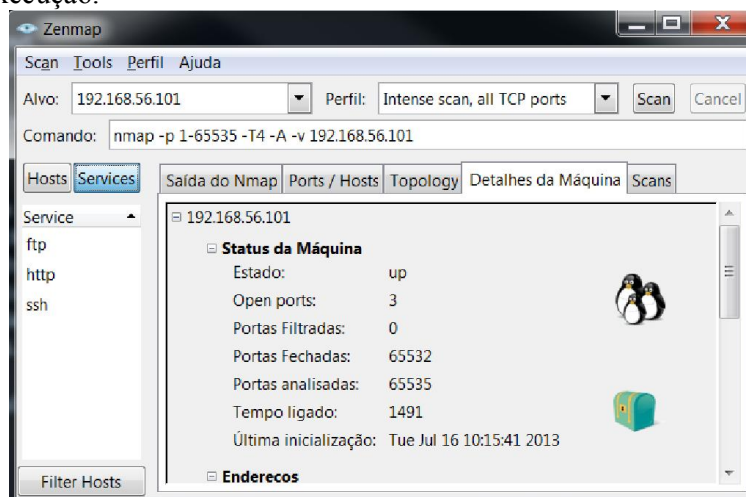 Zenmap
Scan Tools Perfil Ajuda
Alvo: 192.168.56.101 Perfil: Intense scan, all TCP ports Scan Cancel
Comando: nmap -p 1-65535 -T4 -A -v 192.168.56.101
Hosts Services Saída do Nmap Ports / Hosts Topology Detalhes da Máquina Scans
Service
ftp
http
ssh
192.168.56.101
Status da Máquina
Estado: up
Open ports: 3
Portas Filtradas: 0
Portas Fechadas: 65532
Portas analisadas: 65535
Tempo ligado: 1491
Última inicialização: Tue Jul 16 10:15:41 2013
Enderecos
Filter Hosts